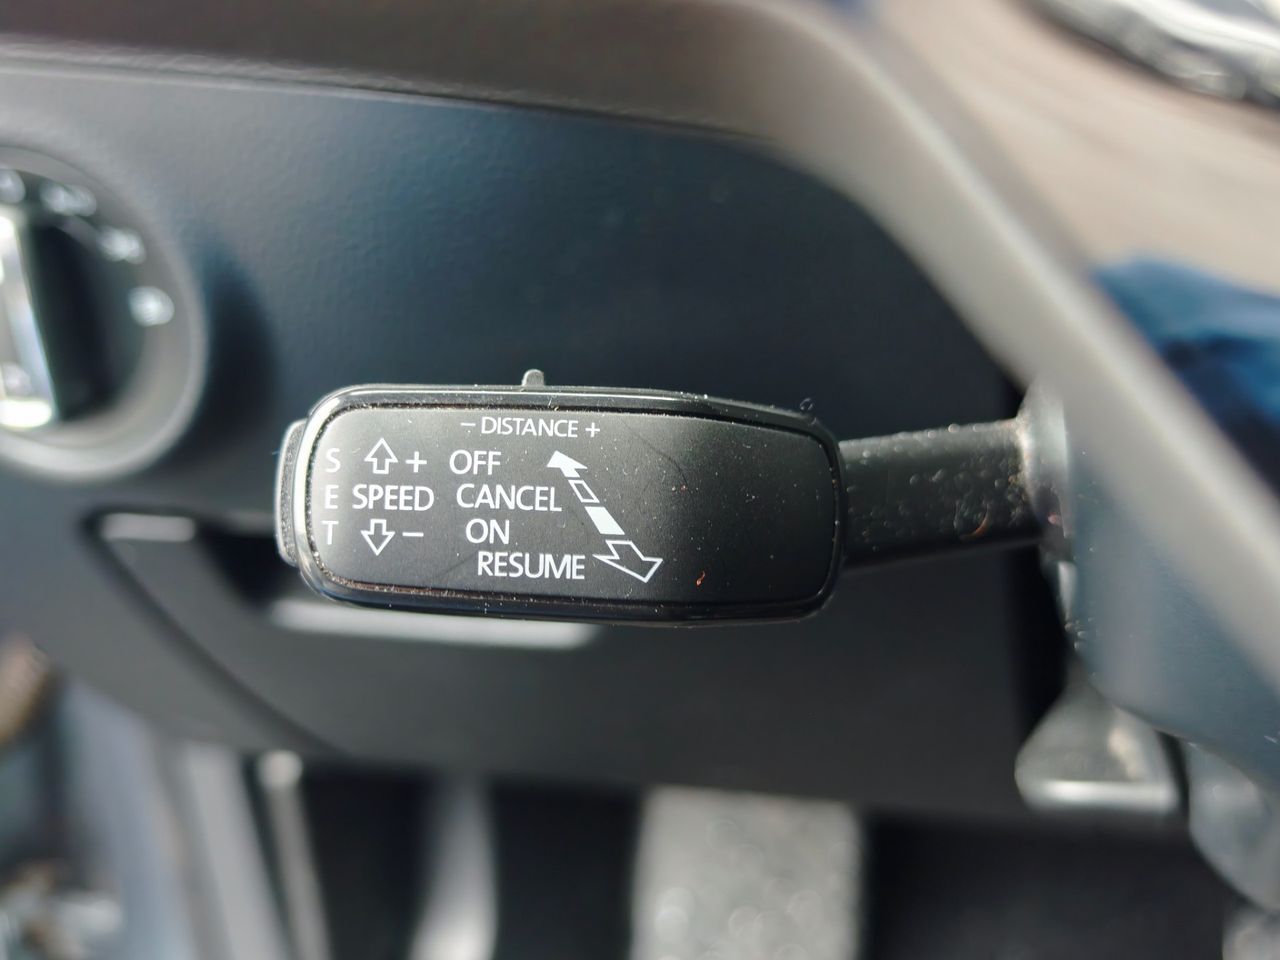 − DISTANCE +
S + OFF
E SPEED CANCEL
T − ON
RESUME